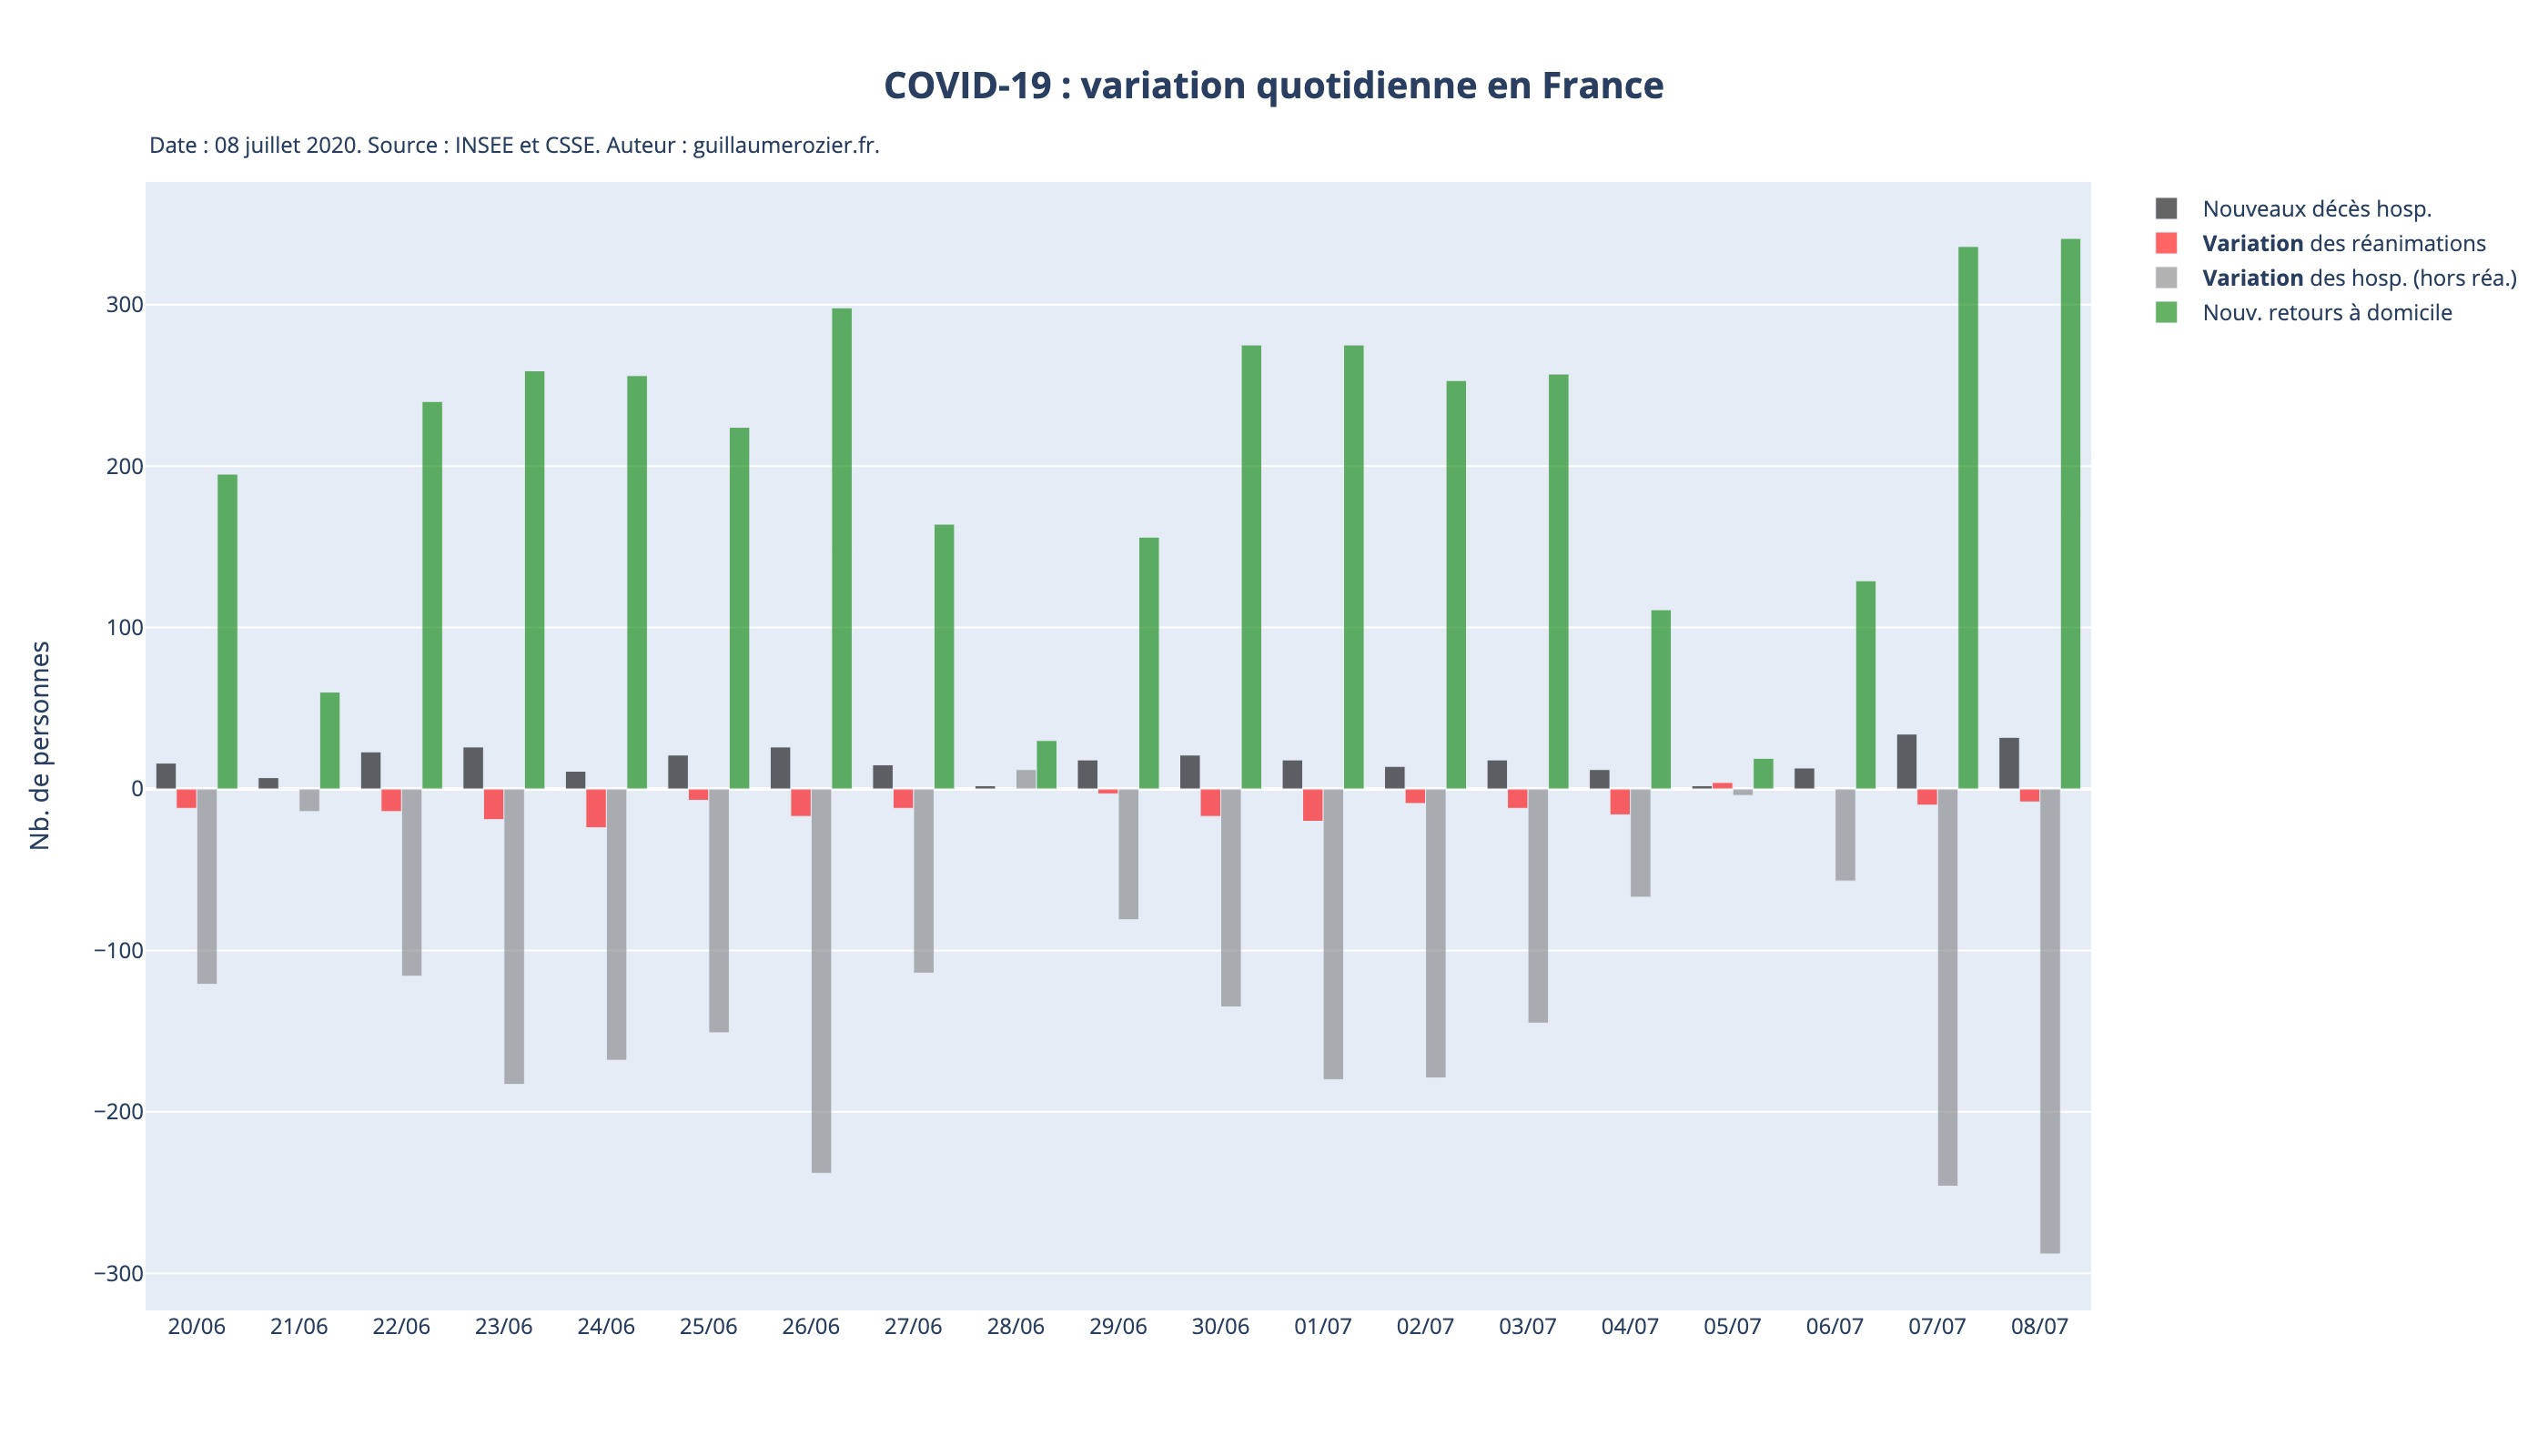 COVID-19 : variation quotidienne en France
Date : 08 juillet 2020. Source : INSEE et CSSE. Auteur : guillaumerozier.fr.
Nouveaux décès hosp.
Variation des réanimations
Variation des hosp. (hors réa.)
Nouv. retours à domicile
Nb. de personnes
300
200
100
0
−100
−200
−300
20/06 21/06 22/06 23/06 24/06 25/06 26/06 27/06 28/06 29/06 30/06 01/07 02/07 03/07 04/07 05/07 06/07 07/07 08/07